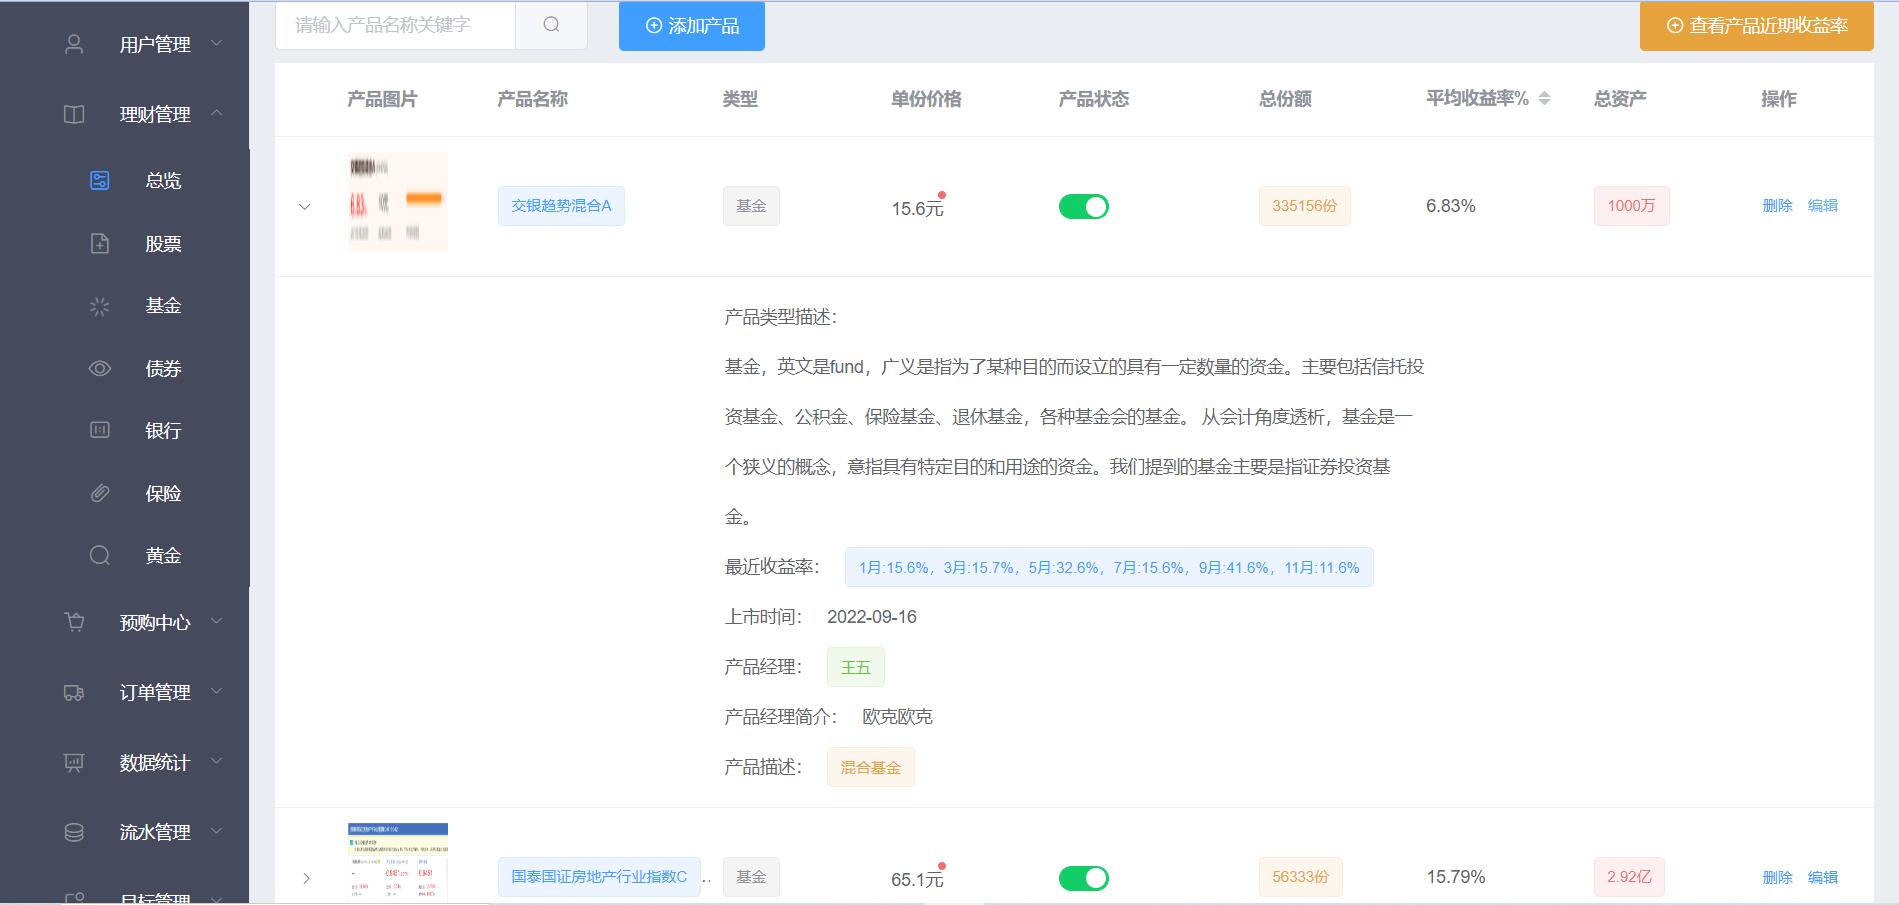 用户管理
理财管理
总览
股票
基金
债券
银行
保险
黄金
预购中心
订单管理
数据统计
流水管理
目标管理
请输入产品名称关键字
添加产品
查看产品近期收益率
产品图片 产品名称 类型 单份价格 产品状态 总份额 平均收益率% 总资产 操作
6.83%
交银趋势混合A 基金 15.6元 335156份 6.83% 1000万 删除 编辑
产品类型描述：
基金，英文是fund，广义是指为了某种目的而设立的具有一定数量的资金。主要包括信托投
资基金、公积金、保险基金、退休基金，各种基金会的基金。 从会计角度透析，基金是一
个狭义的概念，意指具有特定目的和用途的资金。我们提到的基金主要是指证券投资基
金。
最近收益率： 1月:15.6%，3月:15.7%，5月:32.6%，7月:15.6%，9月:41.6%，11月:11.6%
上市时间： 2022-09-16
产品经理： 王五
产品经理简介： 欧克欧克
产品描述： 混合基金
国泰国证房地产行业指数C .. 基金 65.1元 56333份 15.79% 2.92亿 删除 编辑